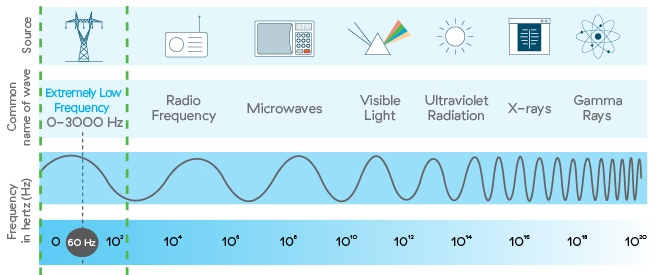 Source
Common
name of wave
Extremely Low
Frequency
0–3000 Hz
Radio
Frequency
Microwaves
Visible
Light
Ultraviolet
Radiation
X–rays
Gamma
Rays
Frequency
in hertz (Hz)
0 60 Hz 10² 10⁴ 10⁶ 10⁸ 10¹⁰ 10¹² 10¹⁴ 10¹⁶ 10¹⁸ 10²⁰